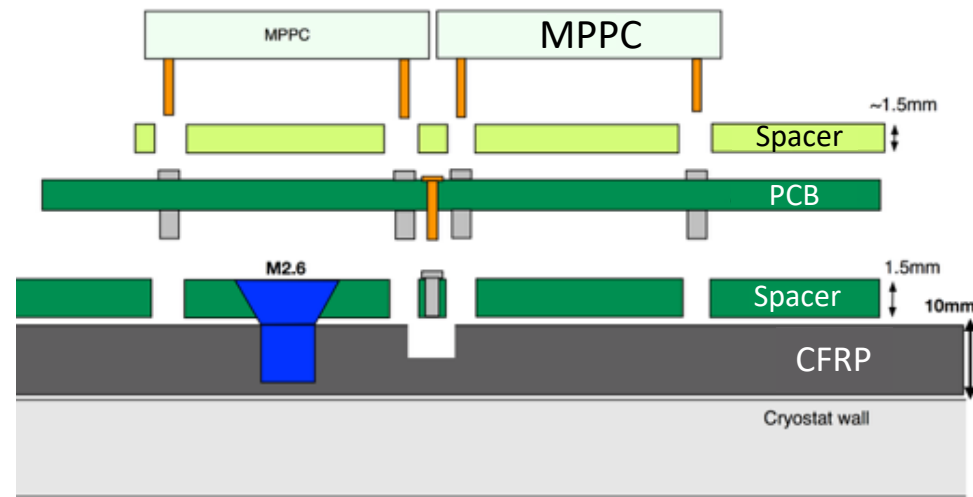 MPPC
MPPC
~1.5mm
Spacer
PCB
M2.6
1.5mm
Spacer
10mm
CFRP
Cryostat wall